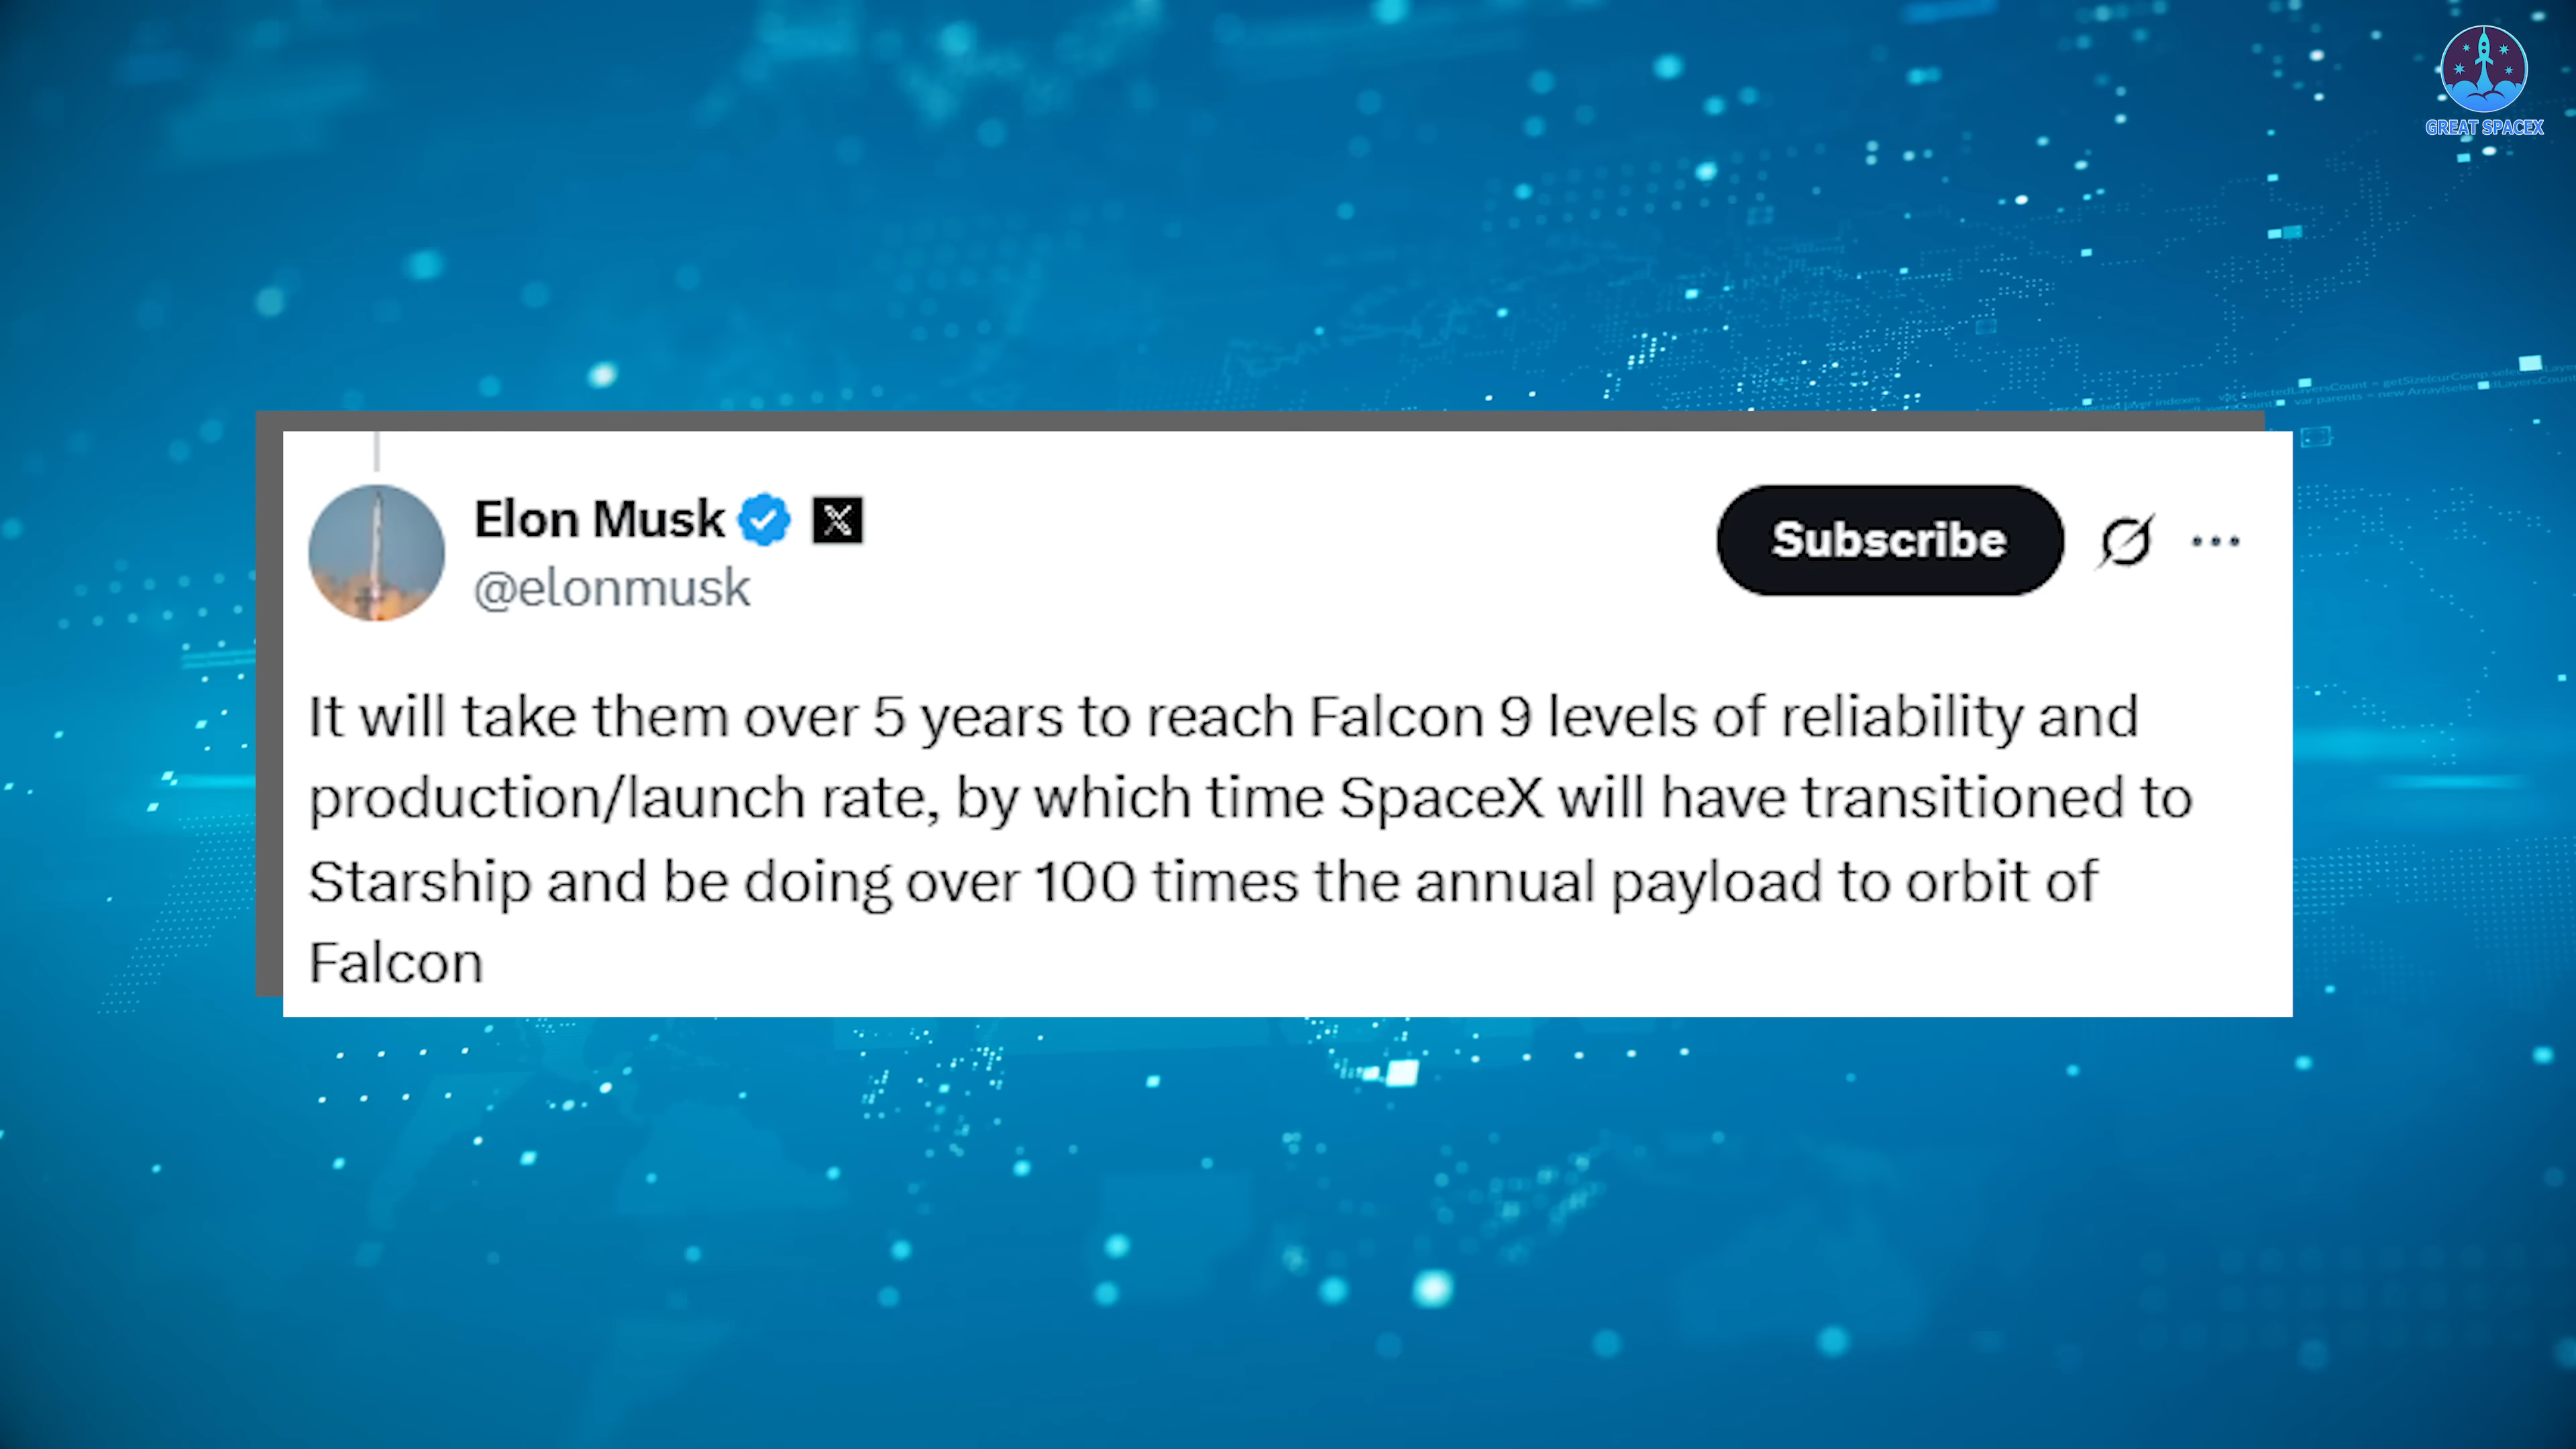 GREAT SPACEX
Elon Musk
@elonmusk
Subscribe
It will take them over 5 years to reach Falcon 9 levels of reliability and
production/launch rate, by which time SpaceX will have transitioned to
Starship and be doing over 100 times the annual payload to orbit of
Falcon